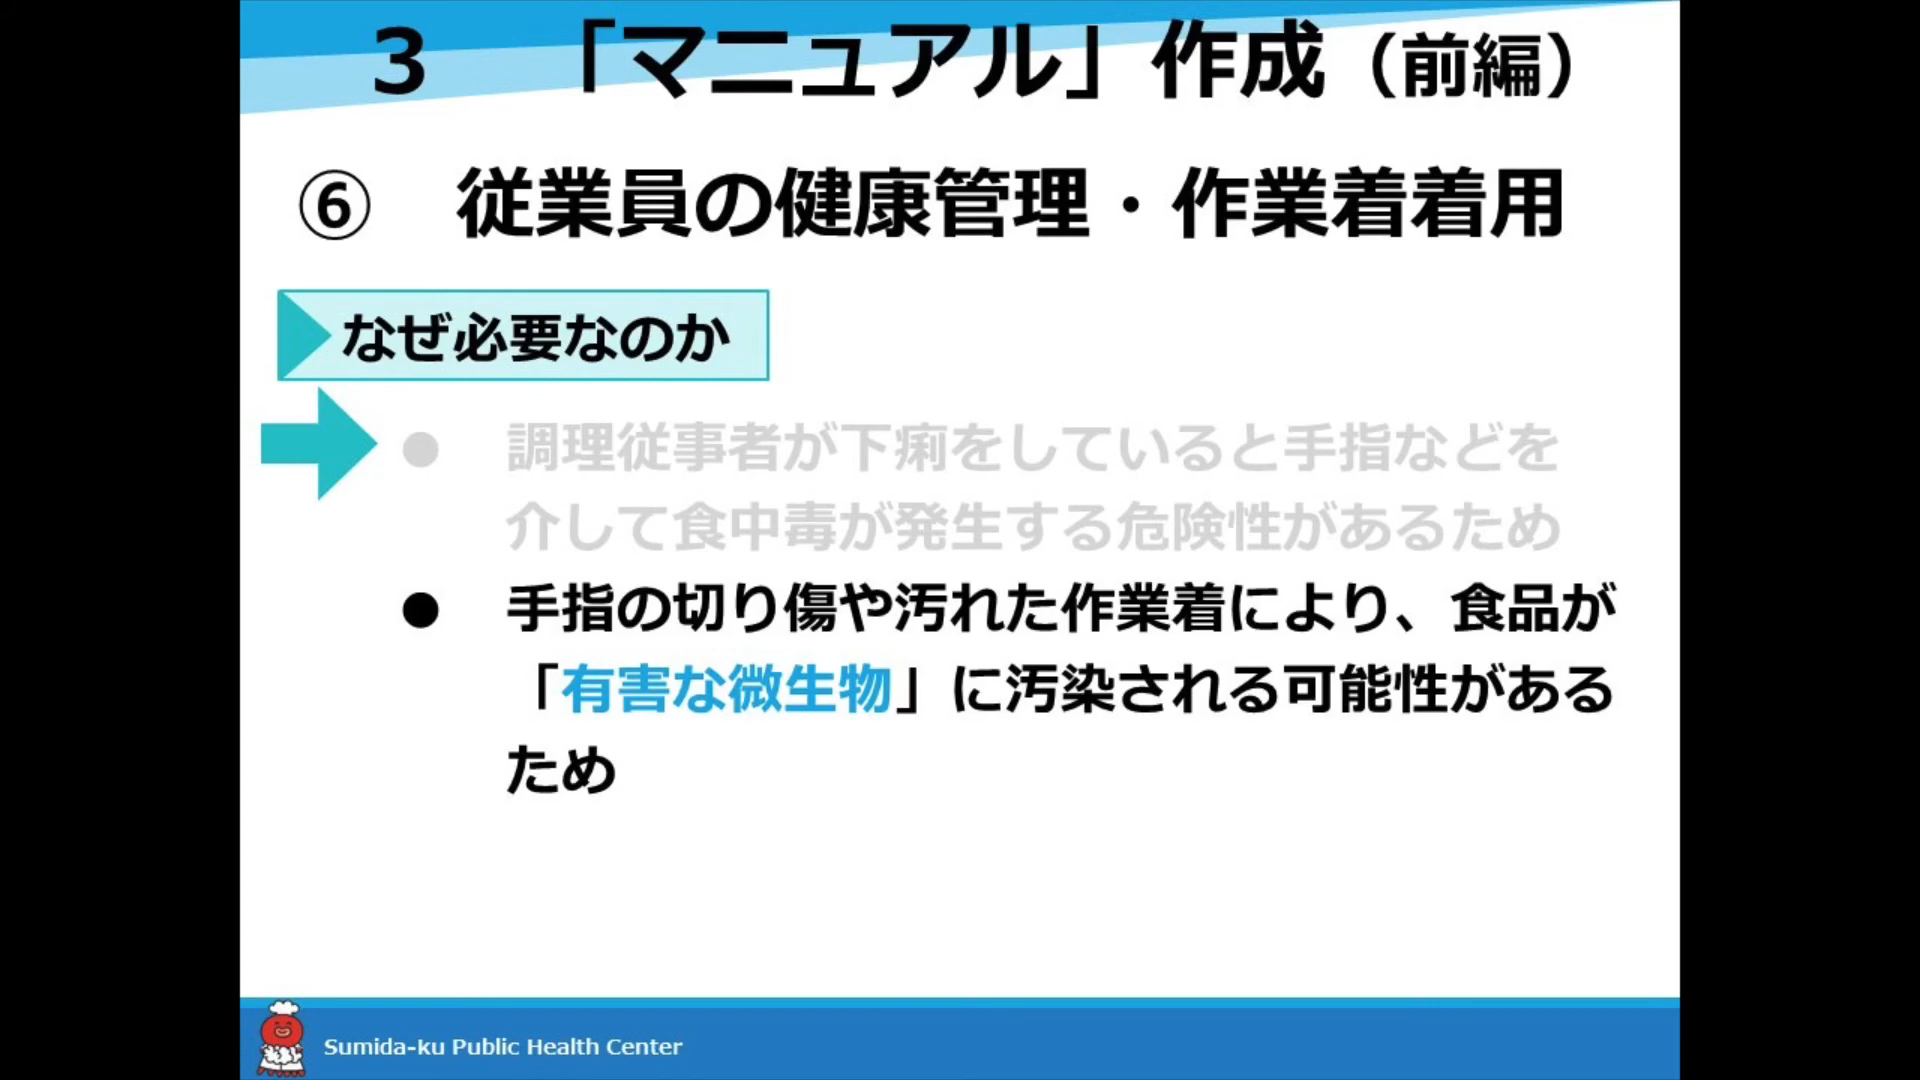 3　「マニュアル」作成（前編）
⑥　従業員の健康管理・作業着着用
なぜ必要なのか
● 調理従事者が下痢をしていると手指などを
介して食中毒が発生する危険性があるため
● 手指の切り傷や汚れた作業着により、食品が
「有害な微生物」に汚染される可能性がある
ため
Sumida-ku Public Health Center